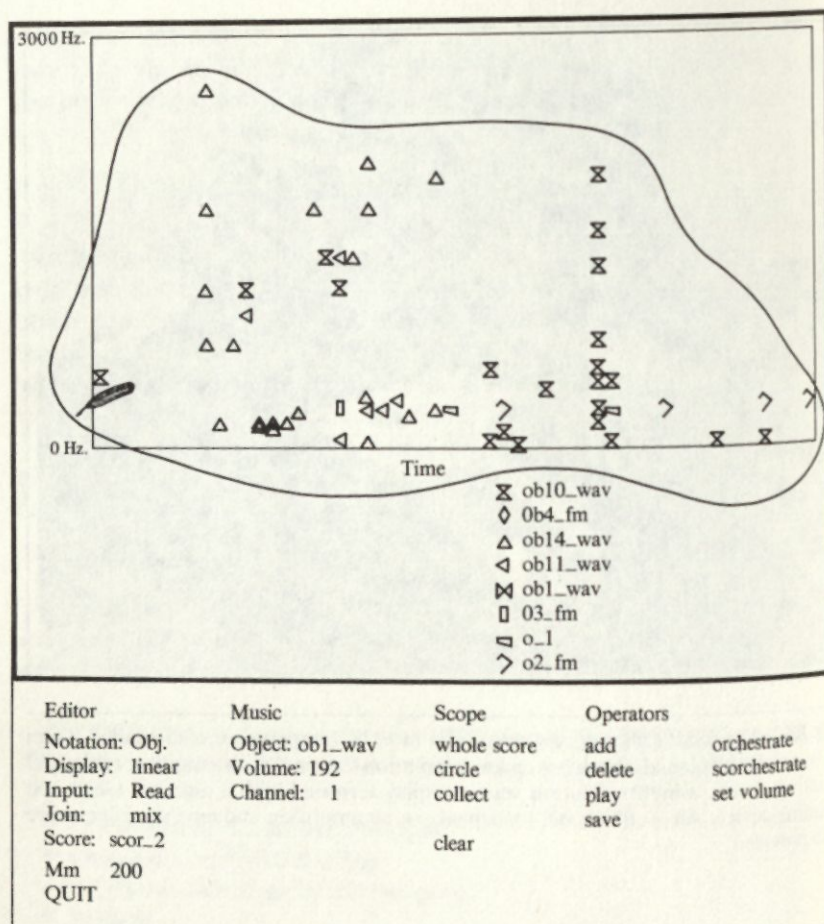 3000 Hz.
0 Hz.
Time
ob10_wav
0b4_fm
ob14_wav
ob11_wav
ob1_wav
03_fm
o_1
o2_fm
Editor Music Scope Operators
Notation: Obj. Object: ob1_wav whole score add orchestrate
Display: linear Volume: 192 circle delete scorchestrate
Input: Read Channel: 1 collect play set volume
Join: mix save
Score: scor_2 clear
Mm 200
QUIT